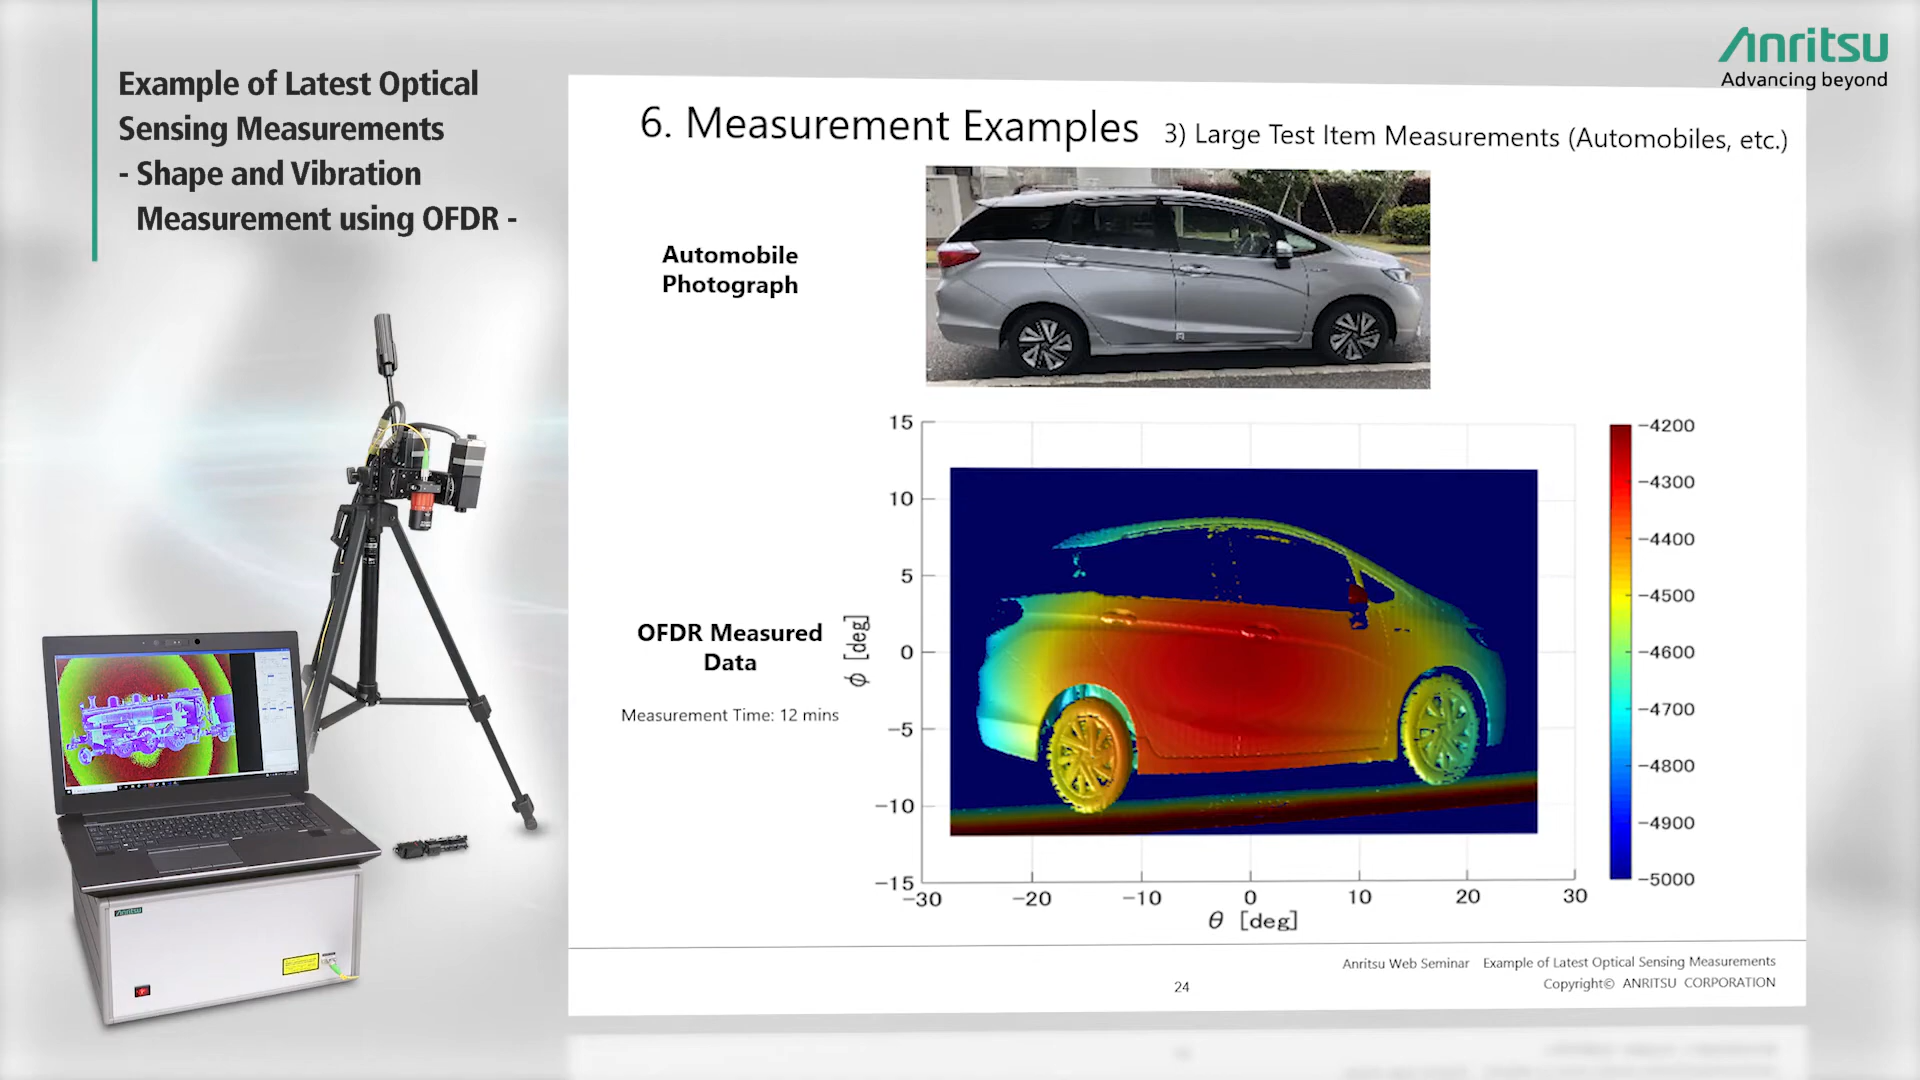 Example of Latest Optical
Sensing Measurements
- Shape and Vibration
Measurement using OFDR -
Anritsu
Advancing beyond
6. Measurement Examples 3) Large Test Item Measurements (Automobiles, etc.)
Automobile
Photograph
OFDR Measured
Data
Measurement Time: 12 mins
15
10
5
0
−5
−10
−15
ϕ [deg]
−30 −20 −10 0 10 20 30
θ [deg]
−4200
−4300
−4400
−4500
−4600
−4700
−4800
−4900
−5000
Anritsu
Anritsu Web Seminar Example of Latest Optical Sensing Measurements
24
Copyright© ANRITSU CORPORATION